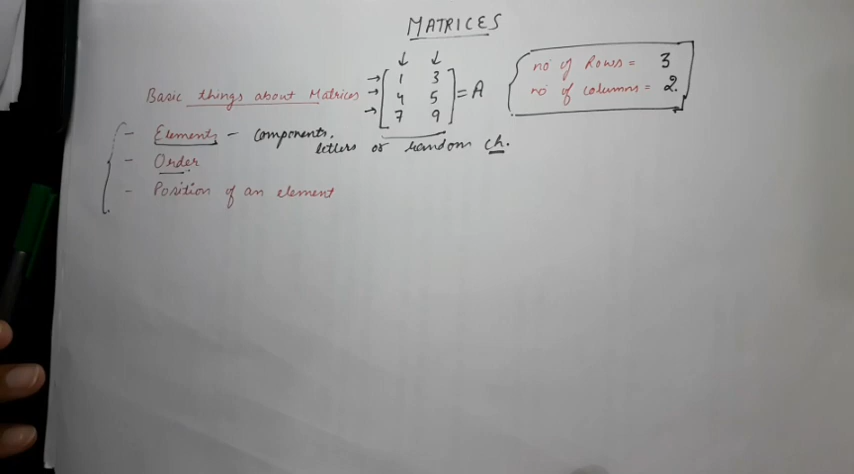 MATRICES
Basic things about Matrices
1 3
4 5
7 9
= A
no of Rows = 3
no of columns = 2.
- Elements - components.
letters or random ch.
- Order
- Position of an element